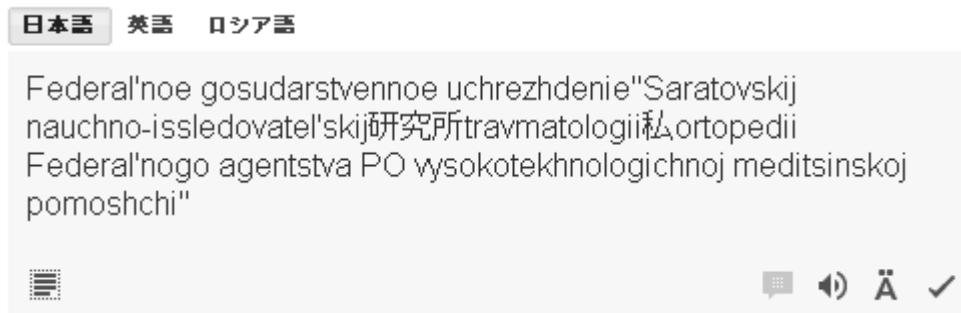 日本語 英語 ロシア語
Federal'noe gosudarstvennoe uchrezhdenie"Saratovskij
nauchno-issledovatel'skij研究所travmatologii私ortopedii
Federal'nogo agentstva PO vysokotekhnologichnoj meditsinskoj
pomoshchi"
Ä